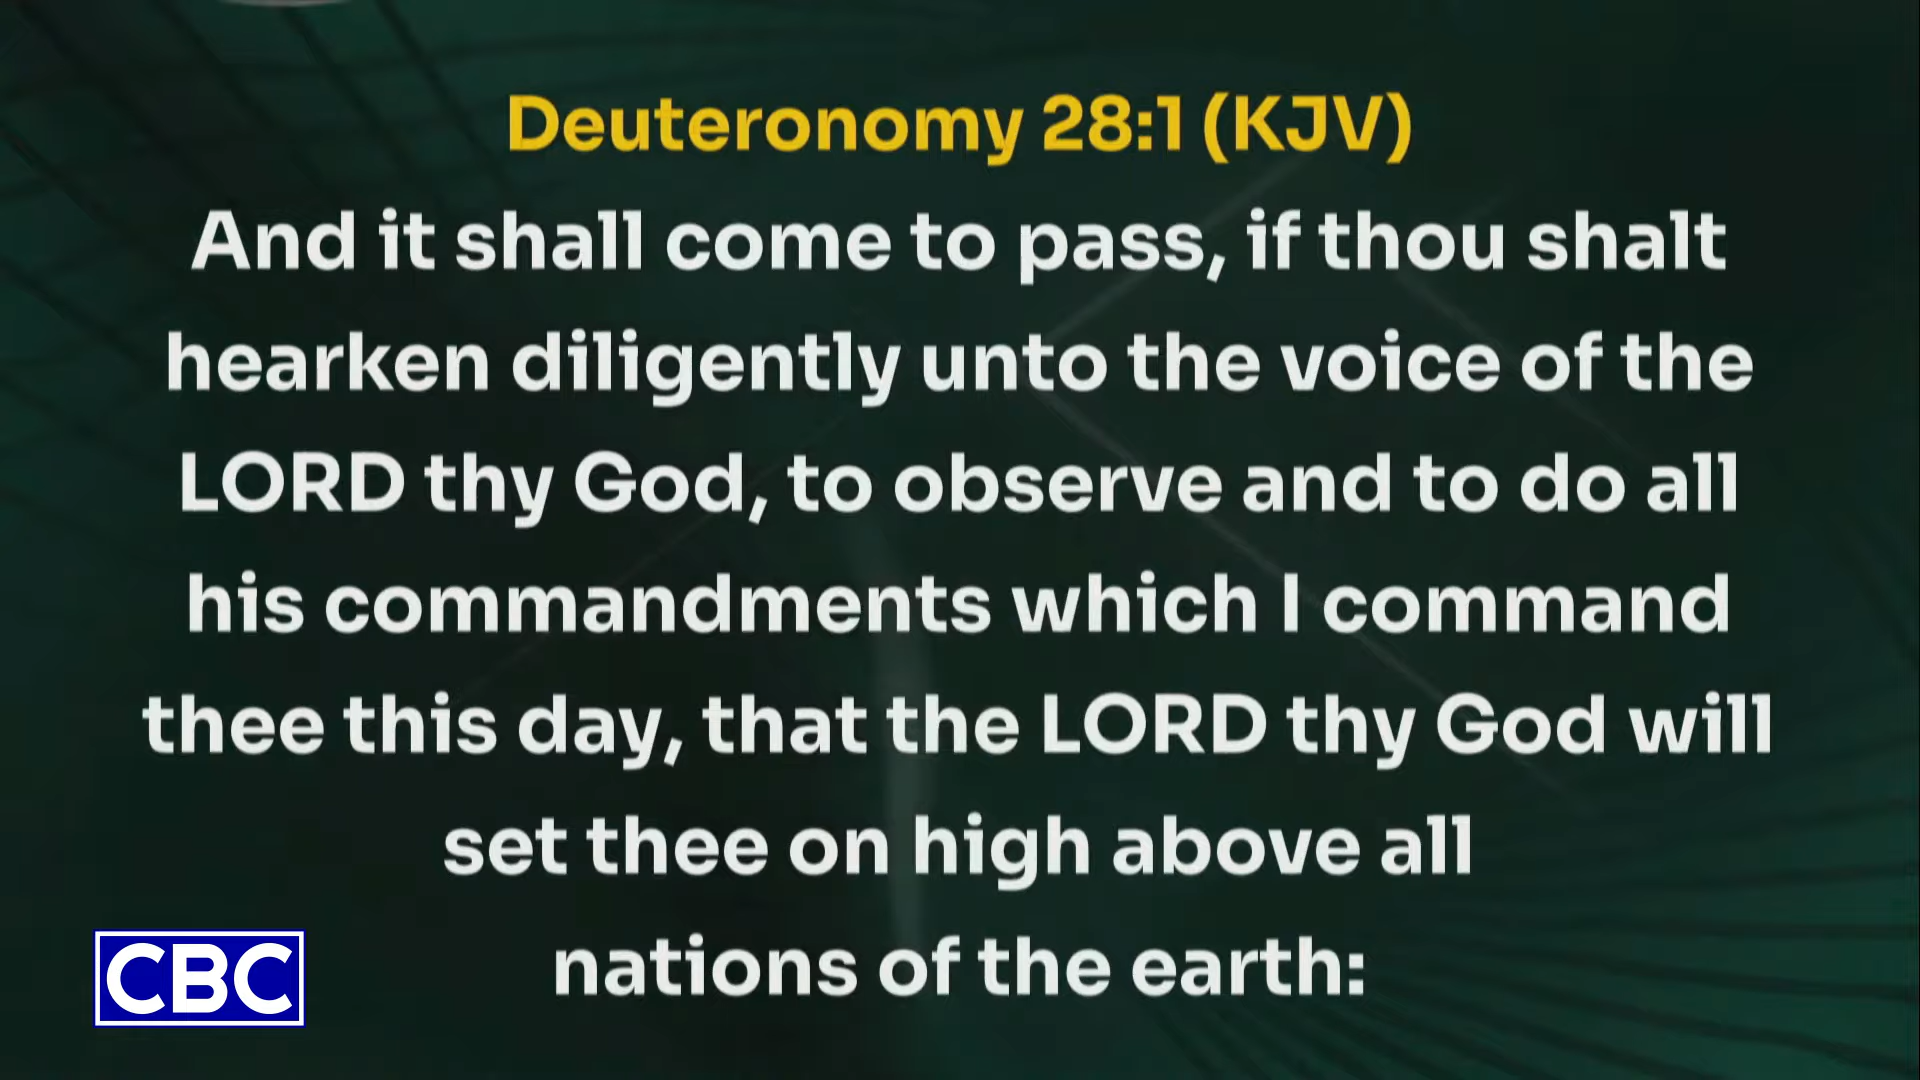 Deuteronomy 28:1 (KJV)
And it shall come to pass, if thou shalt
hearken diligently unto the voice of the
LORD thy God, to observe and to do all
his commandments which I command
thee this day, that the LORD thy God will
set thee on high above all
nations of the earth:
CBC